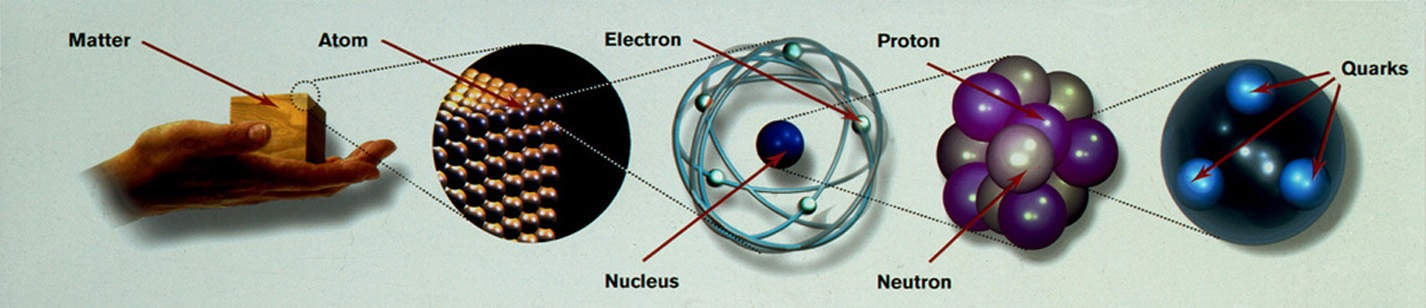 Matter
Atom
Electron
Proton
Quarks
Nucleus
Neutron